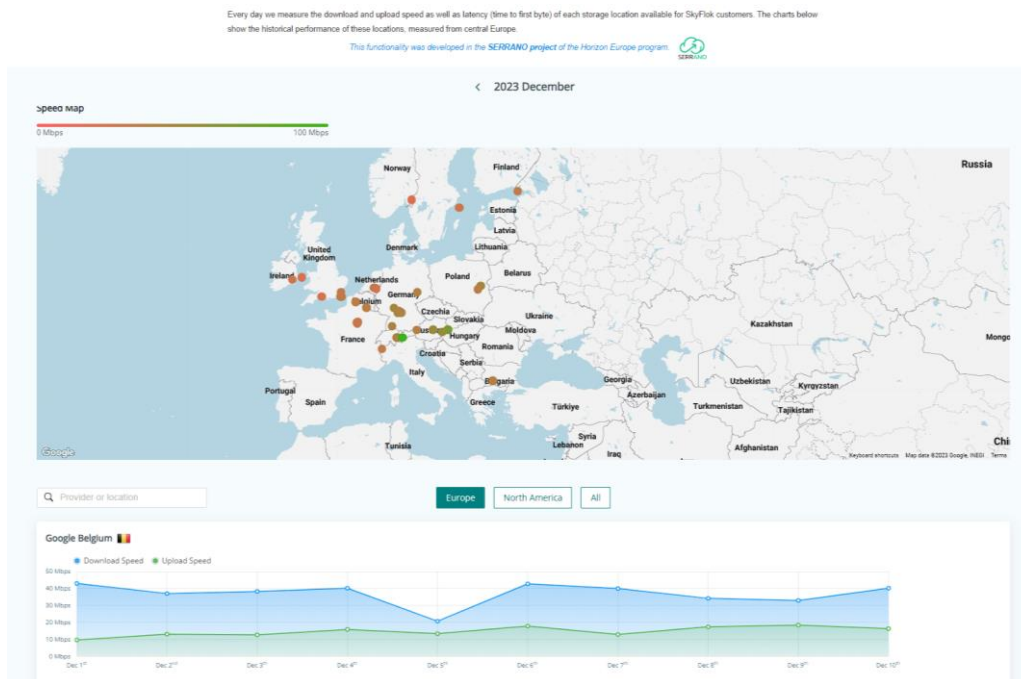 Every day we measure the download and upload speed as well as latency (time to first byte) of each storage location available for SkyFlok customers. The charts below
show the historical performance of these locations, measured from central Europe.
This functionality was developed in the SERRANO project of the Horizon Europe program.
SERRANO
< 2023 December
Speed Map
0 Mbps 100 Mbps
Norway Finland Russia
Estonia
Latvia
United Kingdom Denmark Lithuania
Ireland Netherlands Poland Belarus
Belgium Germany
Czechia
Slovakia Ukraine
Hungary Moldova Kazakhstan
France Romania Mongo
Croatia
Serbia
Italy Bulgaria Georgia Uzbekistan Kyrgyzstan
Portugal Spain Greece Türkiye Azerbaijan Turkmenistan Tajikistan
Tunisia Syria
Lebanon Iraq Afghanistan Chi
Google Keyboard shortcuts Map data ©2023 Google, INEGI Terms
Provider or location
Europe North America All
Google Belgium
Download Speed Upload Speed
50 Mbps
40 Mbps
30 Mbps
20 Mbps
10 Mbps
0 Mbps
Dec 1st Dec 2nd Dec 3rd Dec 4th Dec 5th Dec 6th Dec 7th Dec 8th Dec 9th Dec 10th